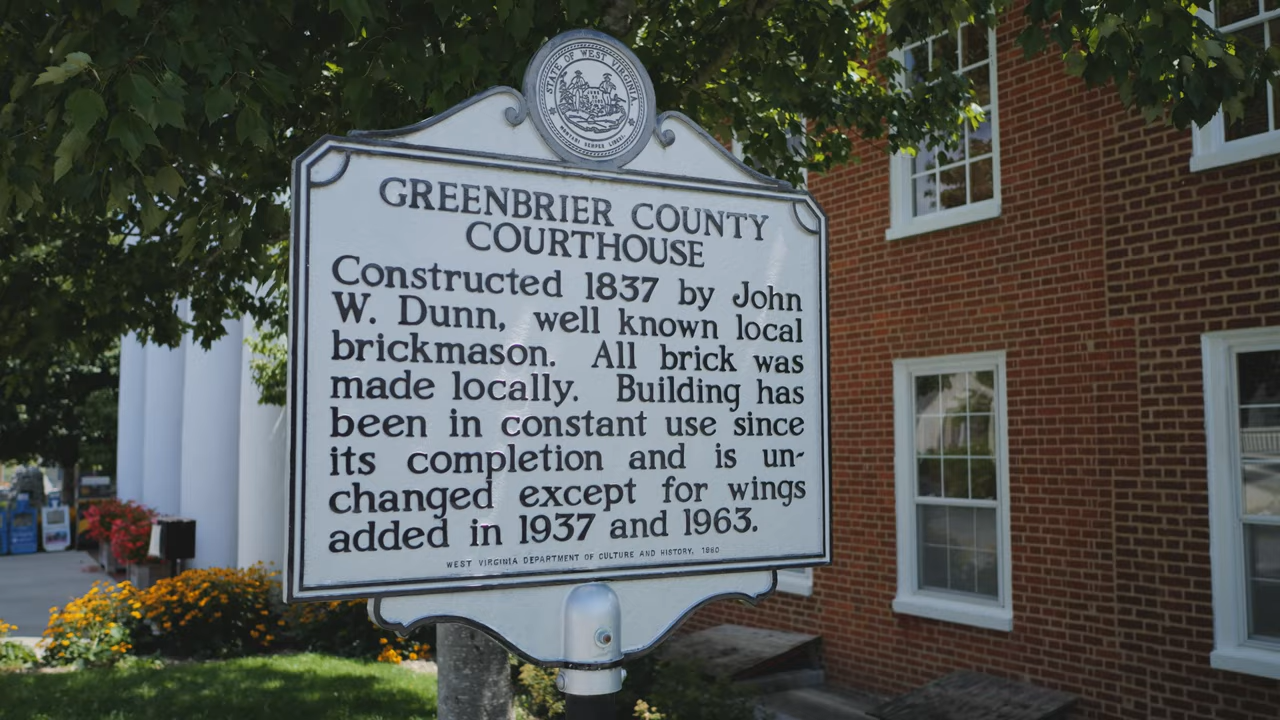 STATE OF WEST VIRGINIA.
MONTANI SEMPER LIBERI.
GREENBRIER COUNTY
COURTHOUSE
Constructed 1837 by John
W. Dunn, well known local
brickmason. All brick was
made locally. Building has
been in constant use since
its completion and is un-
changed except for wings
added in 1937 and 1963.
WEST VIRGINIA DEPARTMENT OF CULTURE AND HISTORY, 1980